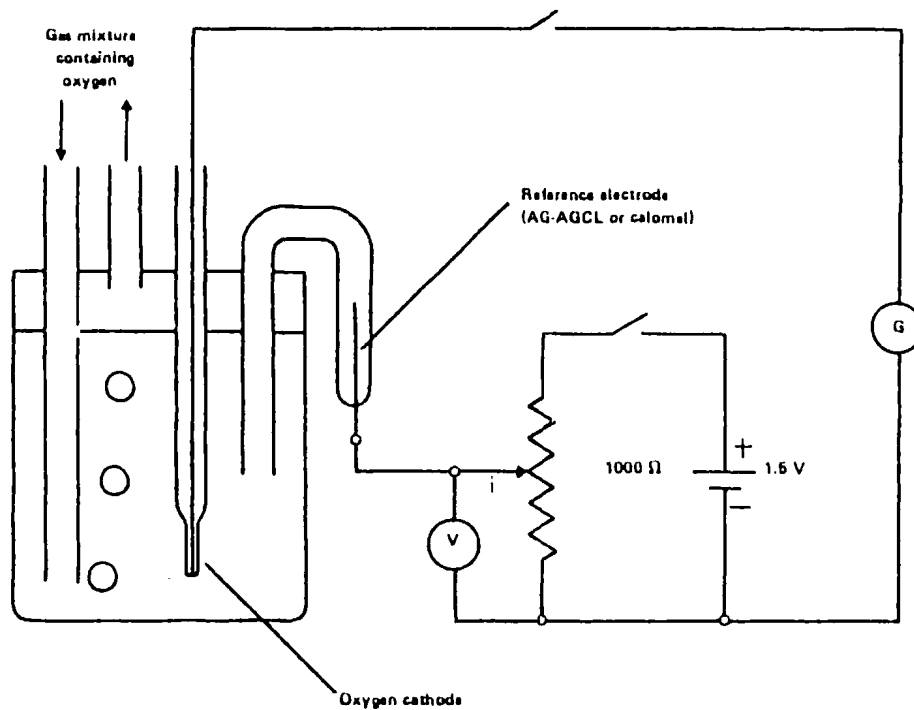 Gas mixture
containing
oxygen
Reference electrode
(AG-AGCL or calomel)
G
1000 Ω
+
1.5 V
−
i
V
Oxygen cathode